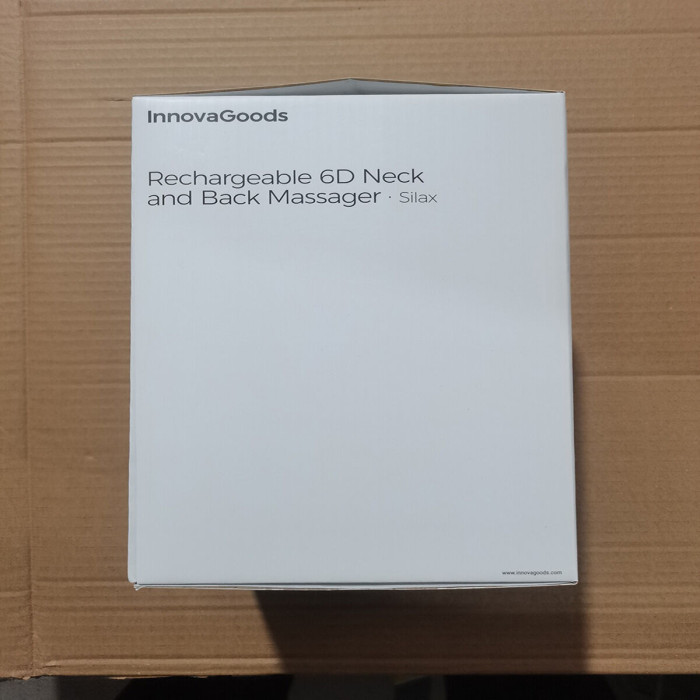 InnovaGoods
Rechargeable 6D Neck
and Back Massager · Silax
www.innovagoods.com